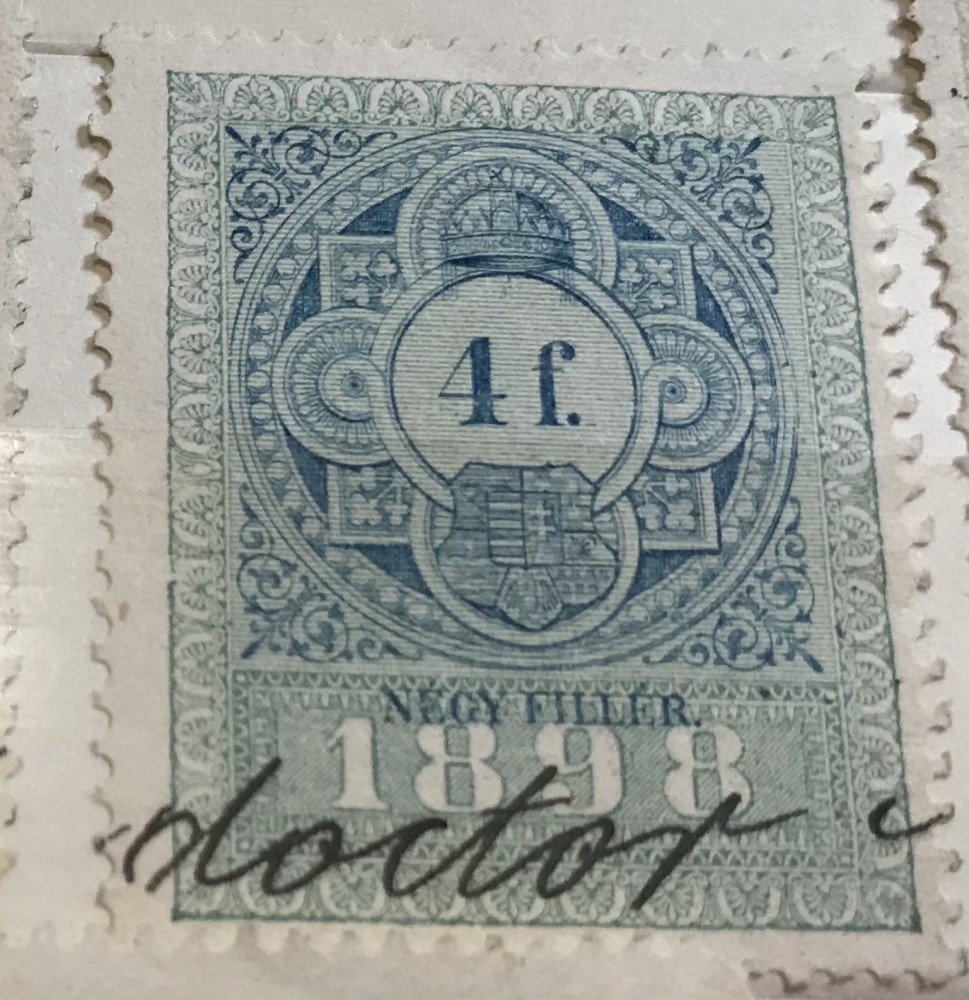 4 f.
NÉGY FILLÉR.
1898
doctor